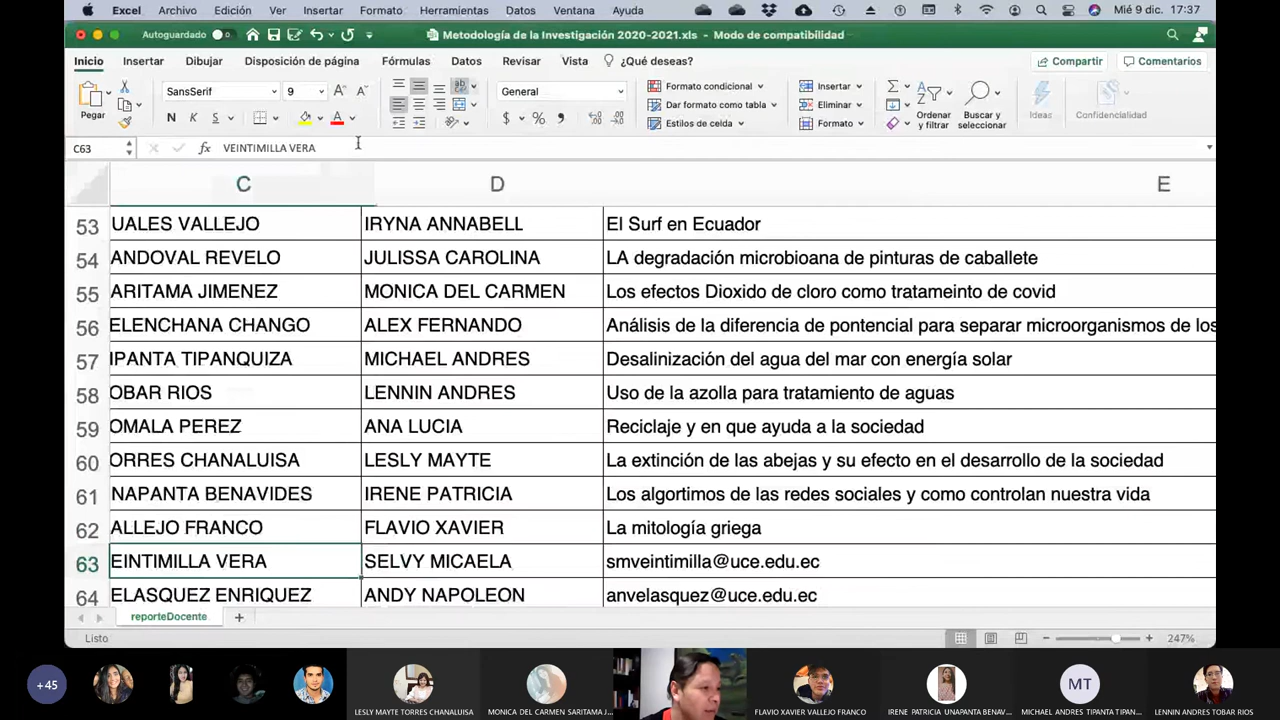 Excel Archivo Edición Ver Insertar Formato Herramientas Datos Ventana Ayuda Mié 9 dic. 17:37
Autoguardado Metodología de la Investigación 2020-2021.xls - Modo de compatibilidad
Inicio Insertar Dibujar Disposición de página Fórmulas Datos Revisar Vista ¿Qué deseas? Compartir Comentarios
SansSerif 9 General Formato condicional Insertar
Dar formato como tabla Eliminar
Pegar N K S $ % Estilos de celda Formato Ordenar y filtrar Buscar y seleccionar Ideas Confidencialidad
C63 fx VEINTIMILLA VERA
C D E
53 UALES VALLEJO IRYNA ANNABELL El Surf en Ecuador
54 ANDOVAL REVELO JULISSA CAROLINA LA degradación microbioana de pinturas de caballete
55 ARITAMA JIMENEZ MONICA DEL CARMEN Los efectos Dioxido de cloro como tratameinto de covid
56 ELENCHANA CHANGO ALEX FERNANDO Análisis de la diferencia de pontencial para separar microorganismos de los
57 IPANTA TIPANQUIZA MICHAEL ANDRES Desalinización del agua del mar con energía solar
58 OBAR RIOS LENNIN ANDRES Uso de la azolla para tratamiento de aguas
59 OMALA PEREZ ANA LUCIA Reciclaje y en que ayuda a la sociedad
60 ORRES CHANALUISA LESLY MAYTE La extinción de las abejas y su efecto en el desarrollo de la sociedad
61 NAPANTA BENAVIDES IRENE PATRICIA Los algortimos de las redes sociales y como controlan nuestra vida
62 ALLEJO FRANCO FLAVIO XAVIER La mitología griega
63 EINTIMILLA VERA SELVY MICAELA smveintimilla@uce.edu.ec
64 ELASQUEZ ENRIQUEZ ANDY NAPOLEON anvelasquez@uce.edu.ec
reporteDocente
Listo 247%
+45 MT
LESLY MAYTE TORRES CHANALUISA MONICA DEL CARMEN SARITAMA J... FLAVIO XAVIER VALLEJO FRANCO IRENE PATRICIA UNAPANTA BENAV... MICHAEL ANDRES TIPANTA TIPAN... LENNIN ANDRES TOBAR RIOS